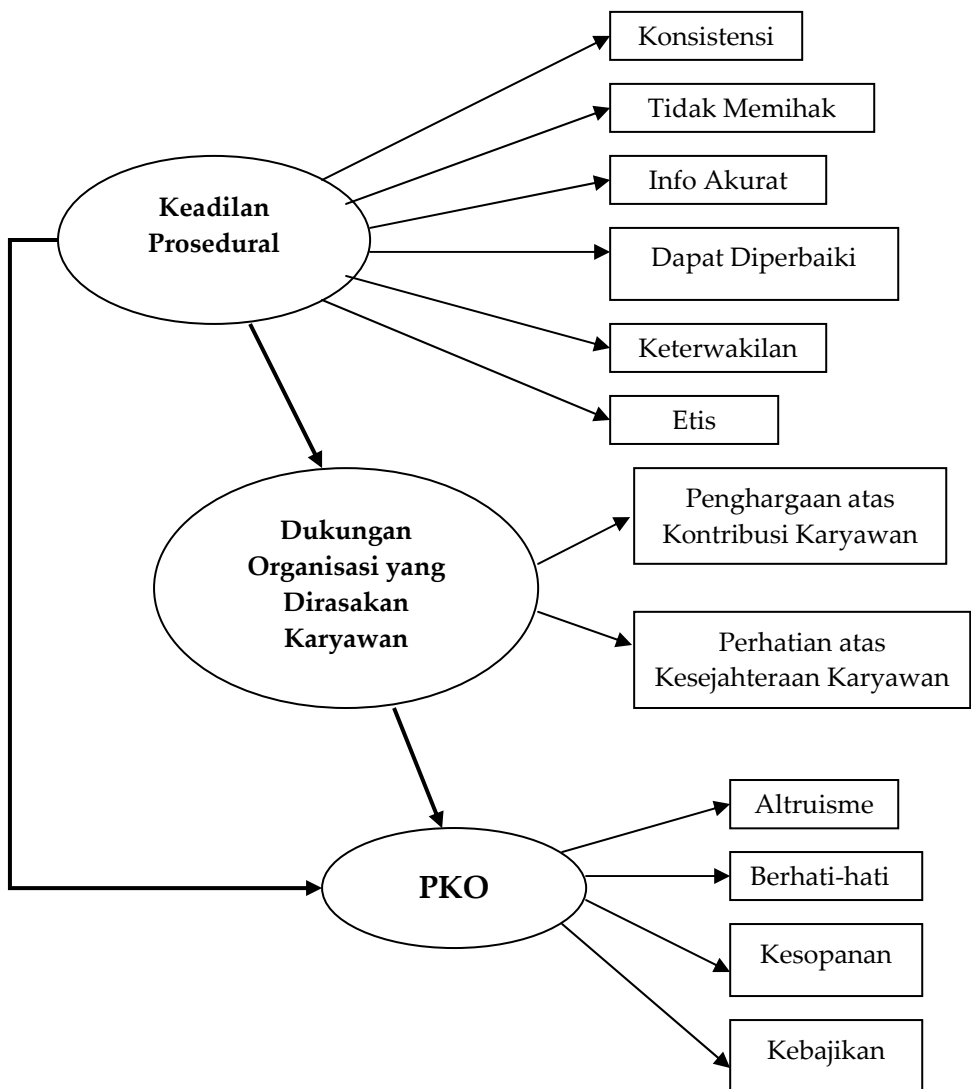 Konsistensi
Tidak Memihak
Info Akurat
Keadilan
Prosedural
Dapat Diperbaiki
Keterwakilan
Etis
Dukungan
Organisasi yang
Dirasakan
Karyawan
Penghargaan atas
Kontribusi Karyawan
Perhatian atas
Kesejahteraan Karyawan
PKO
Altruisme
Berhati-hati
Kesopanan
Kebajikan